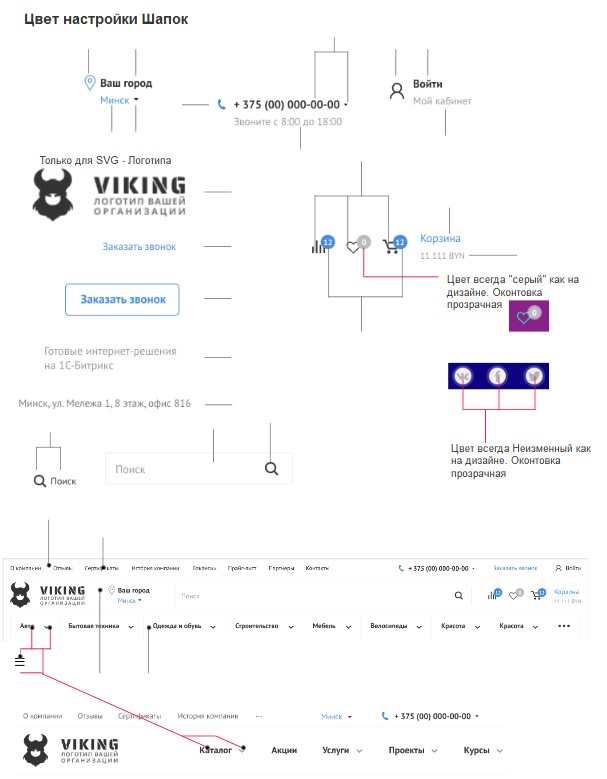 Цвет настройки Шапок
Ваш город
Минск
+ 375 (00) 000-00-00
Звоните с 8:00 до 18:00
Войти
Мой кабинет
Только для SVG - Логотипа
VIKING
ЛОГОТИП ВАШЕЙ
ОРГАНИЗАЦИИ
Заказать звонок
12
0
12
Корзина
11 111 BYN
Цвет всегда "серый" как на
дизайне. Оконтовка
прозрачная
0
Заказать звонок
Готовые интернет-решения
на 1С-Битрикс
Минск, ул. Мележа 1, 8 этаж, офис 816
Цвет всегда Неизменный как
на дизайне. Оконтовка
прозрачная
Поиск
Поиск
О компании Отзывы Сертификаты История компании Вакансии Прайс-лист Партнеры Контакты + 375 (00) 000-00-00 Заказать звонок Войти
VIKING
ЛОГОТИП ВАШЕЙ
ОРГАНИЗАЦИИ
Ваш город
Минск
Поиск
12
0
12
Корзина
11 111 BYN
Авто Бытовая техника Одежда и обувь Строительство Мебель Велосипеды Красота Красота
О компании Отзывы Сертификаты История компании Минск + 375 (00) 000-00-00
VIKING
ЛОГОТИП ВАШЕЙ
ОРГАНИЗАЦИИ
Каталог Акции Услуги Проекты Курсы